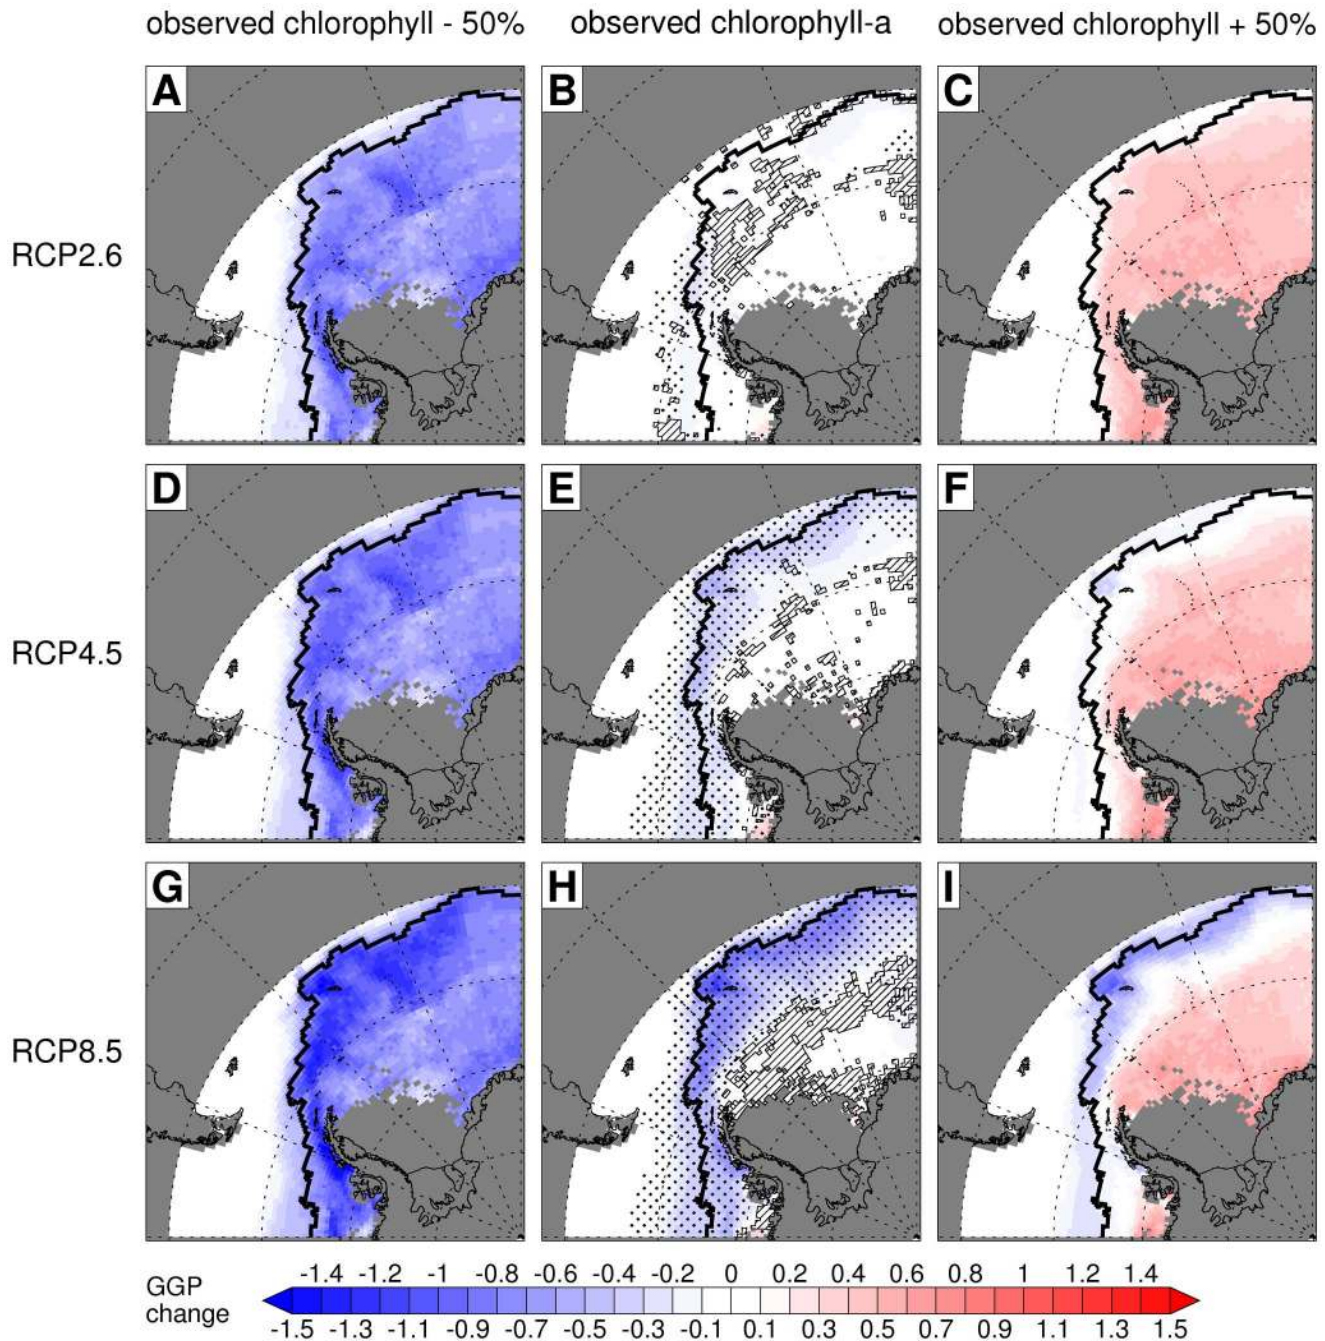 observed chlorophyll - 50% observed chlorophyll-a observed chlorophyll + 50%
A B C
RCP2.6
D E F
RCP4.5
G H I
RCP8.5
-1.4 -1.2 -1 -0.8 -0.6 -0.4 -0.2 0 0.2 0.4 0.6 0.8 1 1.2 1.4
GGP
change
-1.5 -1.3 -1.1 -0.9 -0.7 -0.5 -0.3 -0.1 0.1 0.3 0.5 0.7 0.9 1.1 1.3 1.5